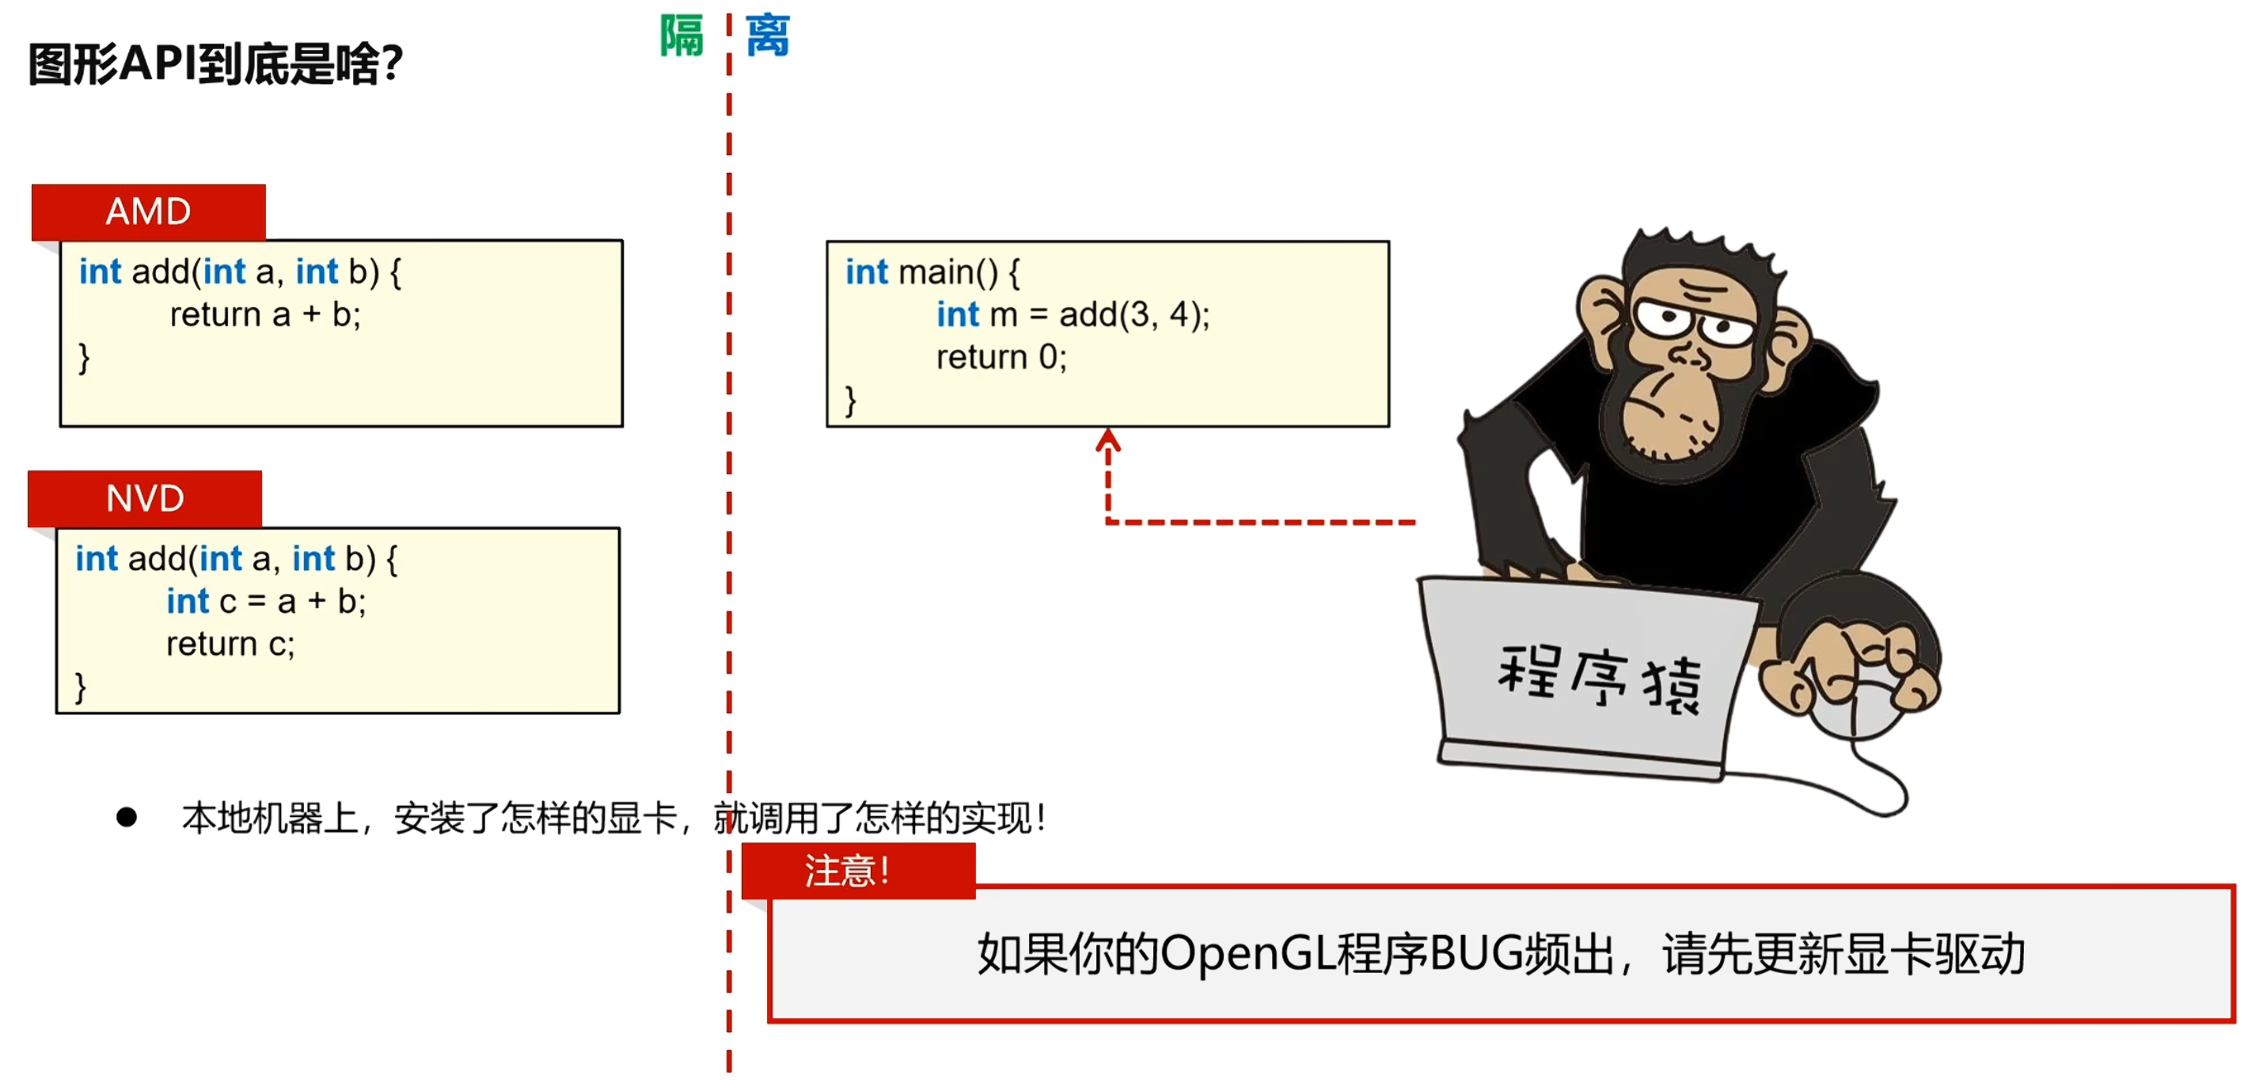 图形API到底是啥？
隔 离
AMD
int add(int a, int b) {
return a + b;
}
NVD
int add(int a, int b) {
int c = a + b;
return c;
}
int main() {
int m = add(3, 4);
return 0;
}
程序猿
● 本地机器上，安装了怎样的显卡，就调用了怎样的实现！
注意！
如果你的OpenGL程序BUG频出，请先更新显卡驱动